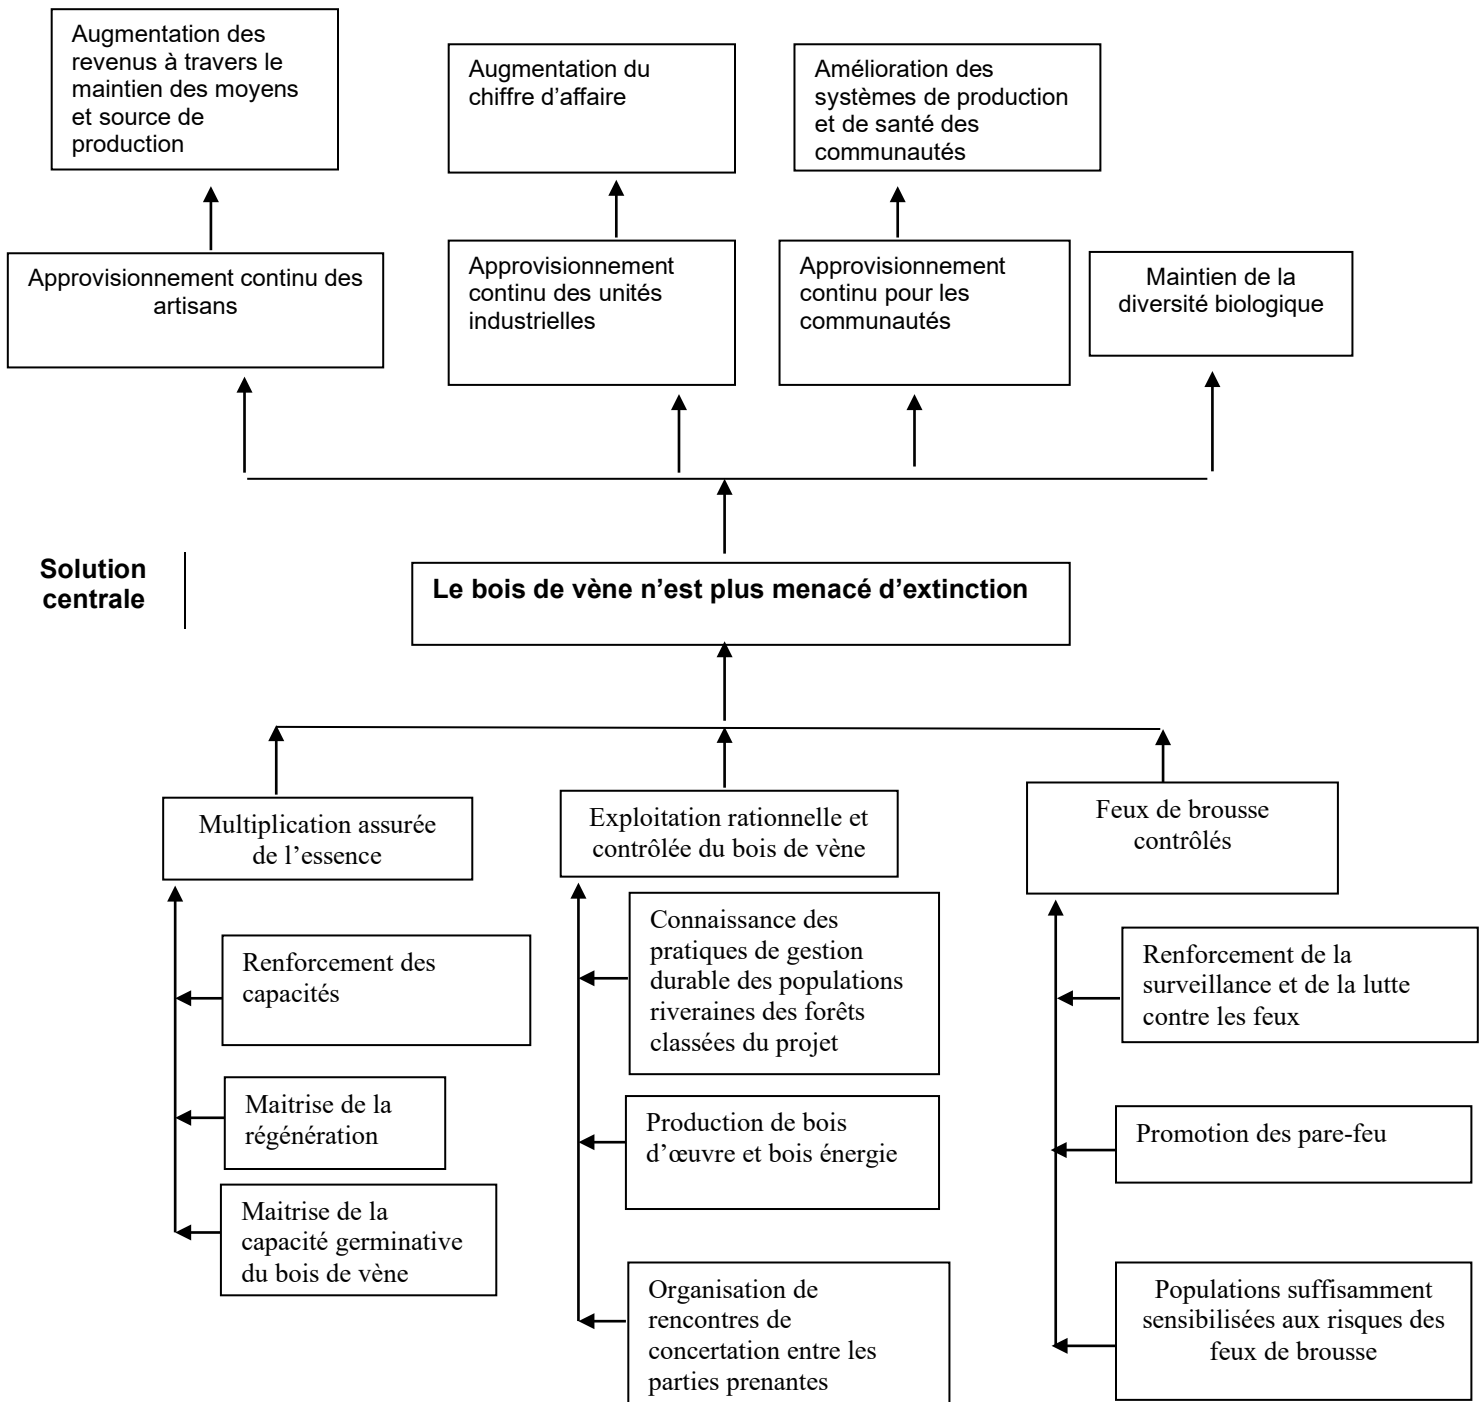 Augmentation des
revenus à travers le
maintien des moyens
et source de
production
Augmentation du
chiffre d’affaire
Amélioration des
systèmes de production
et de santé des
communautés
Approvisionnement continu des
artisans
Approvisionnement
continu des unités
industrielles
Approvisionnement
continu pour les
communautés
Maintien de la
diversité biologique
Solution
centrale
Le bois de vène n’est plus menacé d’extinction
Multiplication assurée
de l’essence
Exploitation rationnelle et
contrôlée du bois de vène
Feux de brousse
contrôlés
Renforcement des
capacités
Maitrise de la
régénération
Maitrise de la
capacité germinative
du bois de vène
Connaissance des
pratiques de gestion
durable des populations
riveraines des forêts
classées du projet
Production de bois
d’œuvre et bois énergie
Organisation de
rencontres de
concertation entre les
parties prenantes
Renforcement de la
surveillance et de la lutte
contre les feux
Promotion des pare-feu
Populations suffisamment
sensibilisées aux risques des
feux de brousse